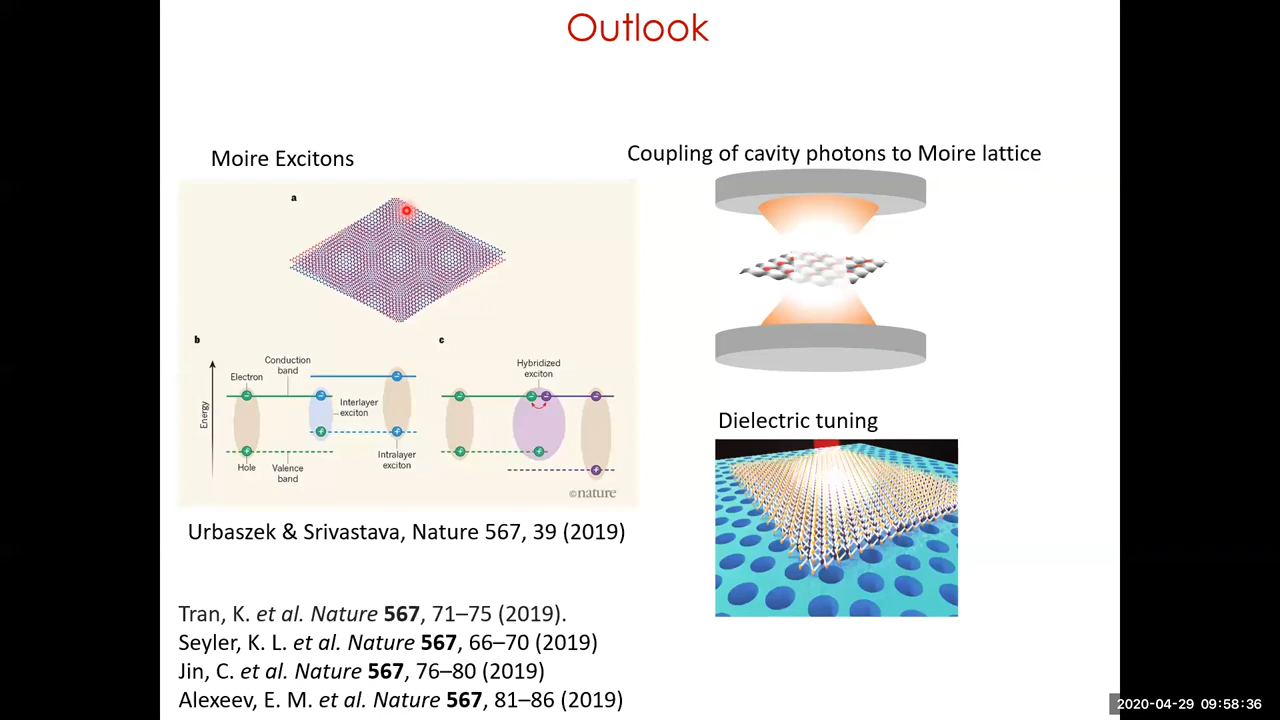 Outlook
Moire Excitons
a
b
Energy
Electron
Conduction
band
Interlayer
exciton
Hole
Valence
band
Intralayer
exciton
c
Hybridized
exciton
©nature
Urbaszek & Srivastava, Nature 567, 39 (2019)
Tran, K. et al. Nature 567, 71–75 (2019).
Seyler, K. L. et al. Nature 567, 66–70 (2019)
Jin, C. et al. Nature 567, 76–80 (2019)
Alexeev, E. M. et al. Nature 567, 81–86 (2019)
Coupling of cavity photons to Moire lattice
Dielectric tuning
2020-04-29 09:58:36